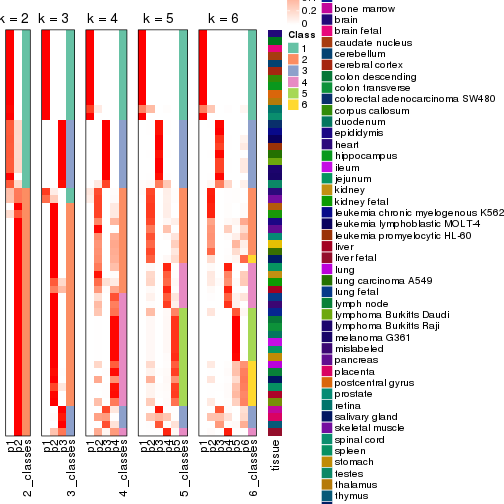 k = 2
k = 3
k = 4
k = 5
k = 6
0.2
0
Class
1
2
3
4
5
6
bone marrow
brain
brain fetal
caudate nucleus
cerebellum
cerebral cortex
colon descending
colon transverse
colorectal adenocarcinoma SW480
corpus callosum
duodenum
epididymis
heart
hippocampus
ileum
jejunum
kidney
kidney fetal
leukemia chronic myelogenous K562
leukemia lymphoblastic MOLT-4
leukemia promyelocytic HL-60
liver
liver fetal
lung
lung carcinoma A549
lung fetal
lymph node
lymphoma Burkitts Daudi
lymphoma Burkitts Raji
melanoma G361
mislabeled
pancreas
placenta
postcentral gyrus
prostate
retina
salivary gland
skeletal muscle
spinal cord
spleen
stomach
testes
thalamus
thymus
p1
p2
2_classes
p1
p2
p3
3_classes
p1
p2
p3
p4
4_classes
p1
p2
p3
p4
p5
5_classes
p1
p2
p3
p4
p5
p6
6_classes
tissue